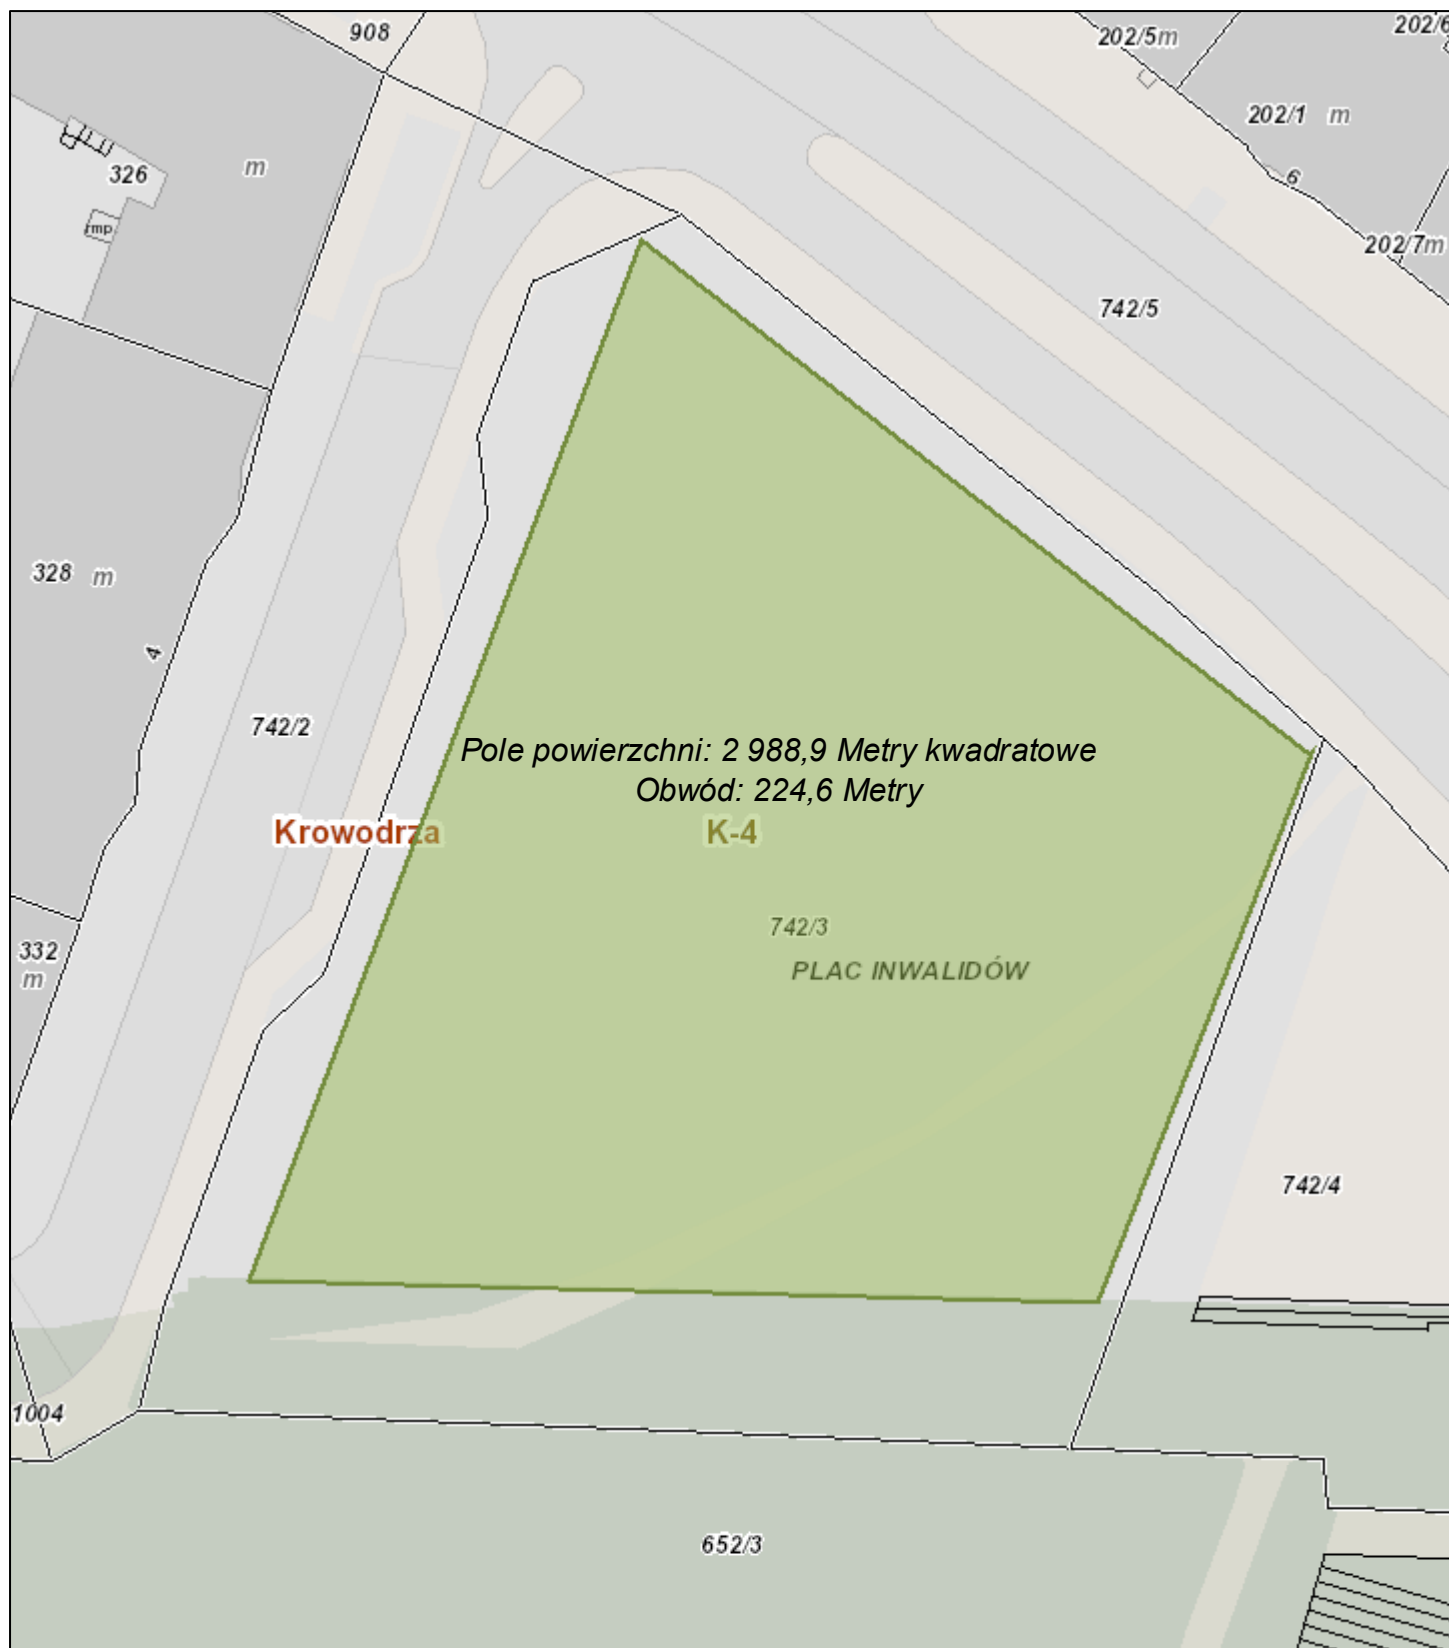 908
202/5m
202/6
202/1 m
326
m
6
rmp
202/7m
742/5
328 m
4
742/2
Pole powierzchni: 2 988,9 Metry kwadratowe
Obwód: 224,6 Metry
Krowodrza
K-4
742/3
332
m
PLAC INWALIDÓW
742/4
1004
652/3